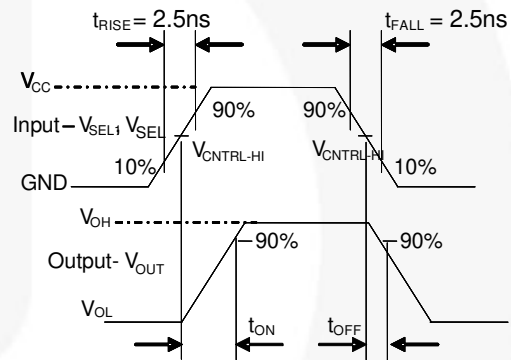 tRISE = 2.5ns
tFALL = 2.5ns
VCC
90%
90%
Input – VSEL1, VSEL
VCNTRL-HI
VCNTRL-HI
10%
10%
GND
VOH
90%
90%
Output- VOUT
VOL
tON
tOFF